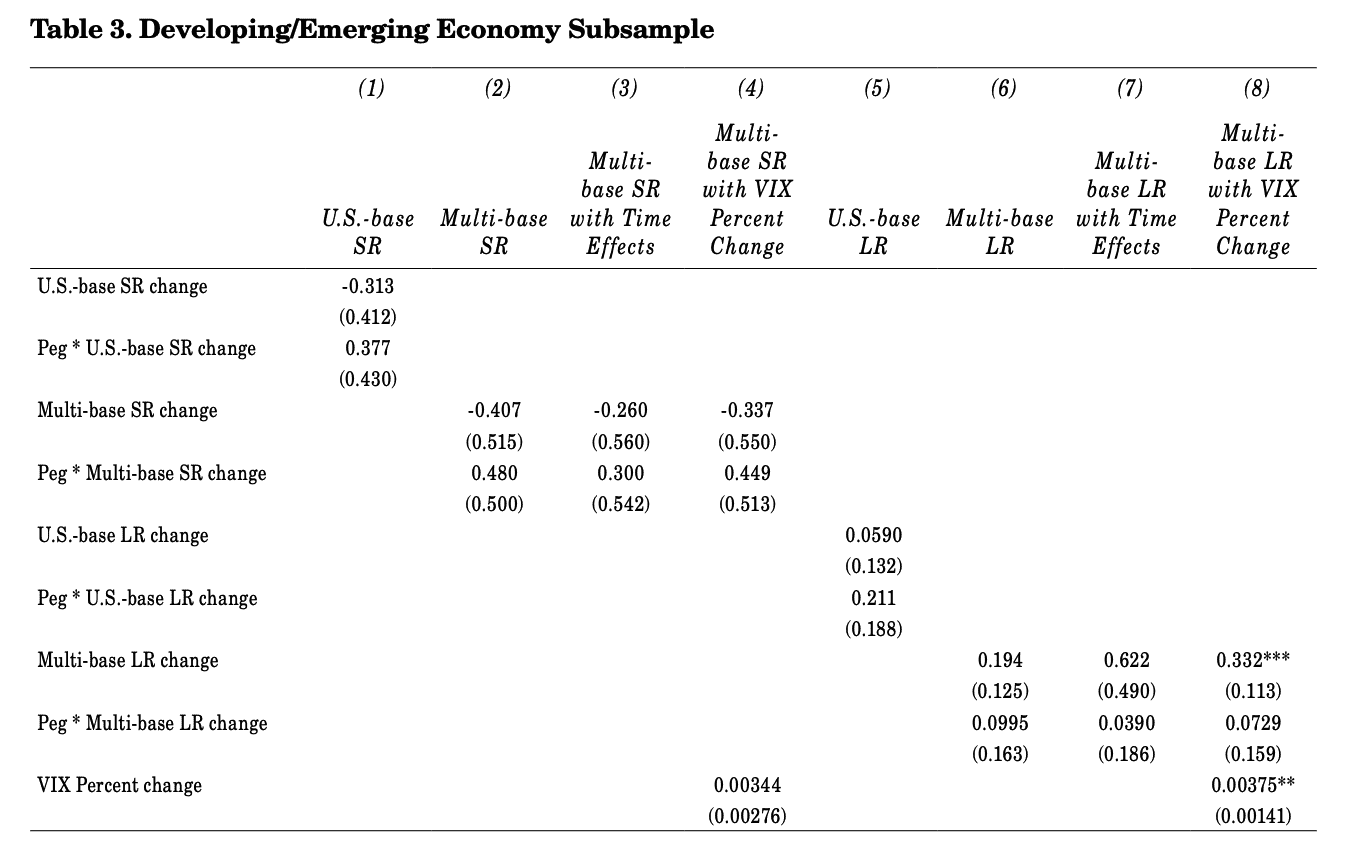 Table 3. Developing/Emerging Economy Subsample
(1) (2) (3) (4) (5) (6) (7) (8)
Multi- Multi-
base SR base LR
Multi- with VIX Multi- with VIX
base SR Percent base LR Percent
U.S.-base Multi-base with Time Change U.S.-base Multi-base with Time Change
SR SR Effects LR LR Effects
U.S.-base SR change -0.313
(0.412)
Peg * U.S.-base SR change 0.377
(0.430)
Multi-base SR change -0.407 -0.260 -0.337
(0.515) (0.560) (0.550)
Peg * Multi-base SR change 0.480 0.300 0.449
(0.500) (0.542) (0.513)
U.S.-base LR change 0.0590
(0.132)
Peg * U.S.-base LR change 0.211
(0.188)
Multi-base LR change 0.194 0.622 0.332***
(0.125) (0.490) (0.113)
Peg * Multi-base LR change 0.0995 0.0390 0.0729
(0.163) (0.186) (0.159)
VIX Percent change 0.00344 0.00375**
(0.00276) (0.00141)